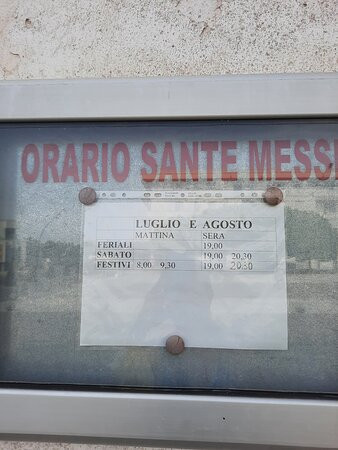 ORARIO SANTE MESSE
LUGLIO E AGOSTO
MATTINA SERA
FERIALI 19,00
SABATO 19,00 20,30
FESTIVI 8,00 9,30 19,00 20,30